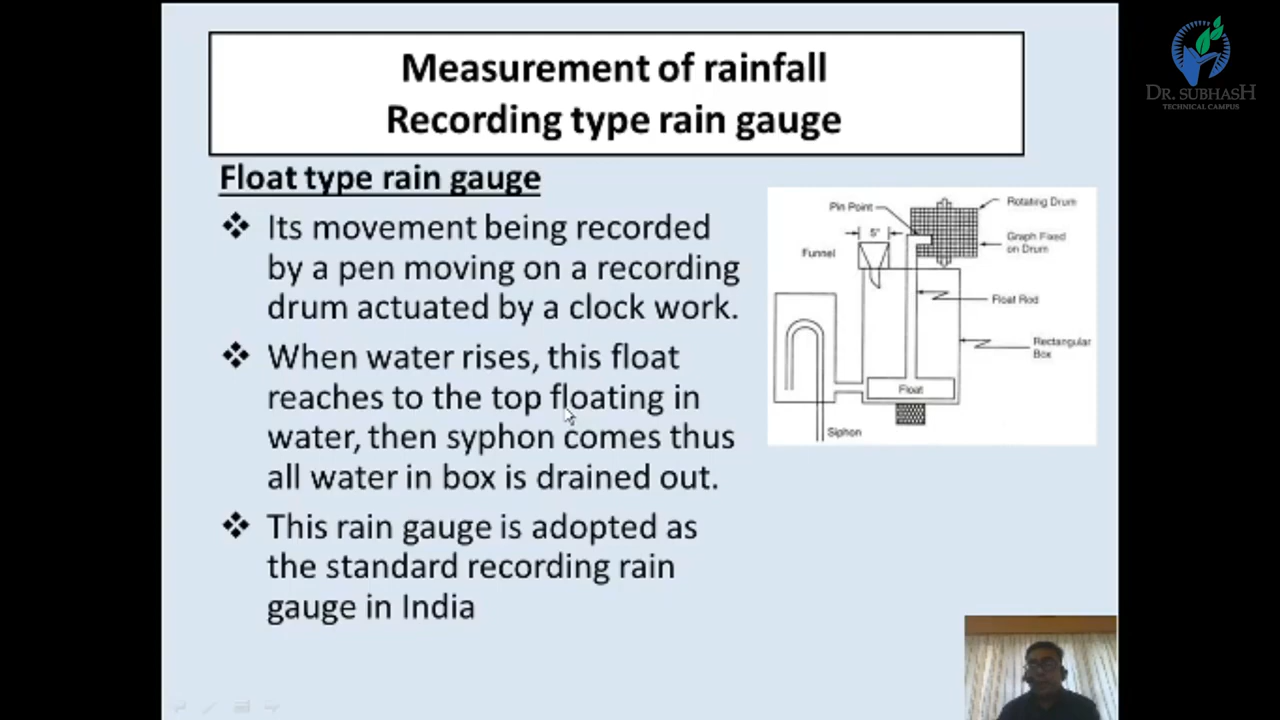 Measurement of rainfall
Recording type rain gauge
DR. SUBHASH
TECHNICAL CAMPUS
Float type rain gauge
❖ Its movement being recorded
by a pen moving on a recording
drum actuated by a clock work.
❖ When water rises, this float
reaches to the top floating in
water, then syphon comes thus
all water in box is drained out.
❖ This rain gauge is adopted as
the standard recording rain
gauge in India
Pin Point
Rotating Drum
5"
Graph Fixed
on Drum
Funnel
Float Rod
Rectangular
Box
Float
Siphon